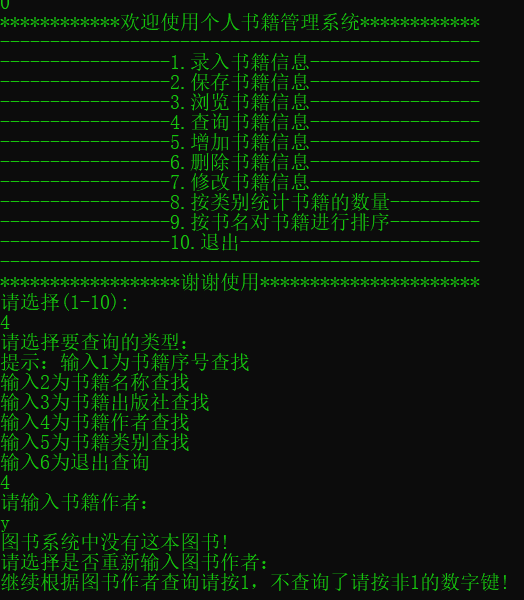 0
************欢迎使用个人书籍管理系统************
------------------------------------------------
-----------------1.录入书籍信息-----------------
-----------------2.保存书籍信息-----------------
-----------------3.浏览书籍信息-----------------
-----------------4.查询书籍信息-----------------
-----------------5.增加书籍信息-----------------
-----------------6.删除书籍信息-----------------
-----------------7.修改书籍信息-----------------
-----------------8.按类别统计书籍的数量---------
-----------------9.按书名对书籍进行排序---------
-----------------10.退出------------------------
------------------------------------------------
******************谢谢使用**********************
请选择(1-10):
4
请选择要查询的类型：
提示：输入1为书籍序号查找
输入2为书籍名称查找
输入3为书籍出版社查找
输入4为书籍作者查找
输入5为书籍类别查找
输入6为退出查询
4
请输入书籍作者：
y
图书系统中没有这本图书!
请选择是否重新输入图书作者：
继续根据图书作者查询请按1，不查询了请按非1的数字键!